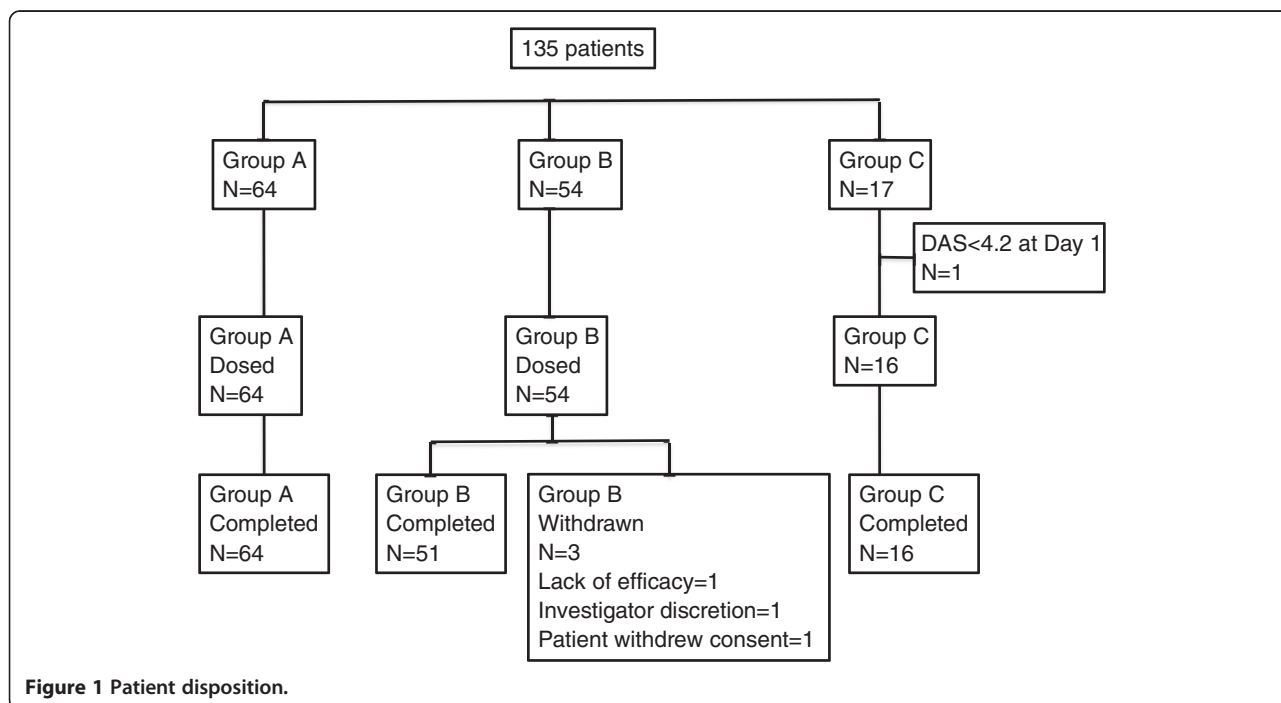 135 patients
Group A
N=64
Group B
N=54
Group C
N=17
DAS<4.2 at Day 1
N=1
Group A
Dosed
N=64
Group B
Dosed
N=54
Group C
N=16
Group A
Completed
N=64
Group B
Completed
N=51
Group B
Withdrawn
N=3
Lack of efficacy=1
Investigator discretion=1
Patient withdrew consent=1
Group C
Completed
N=16
Figure 1 Patient disposition.